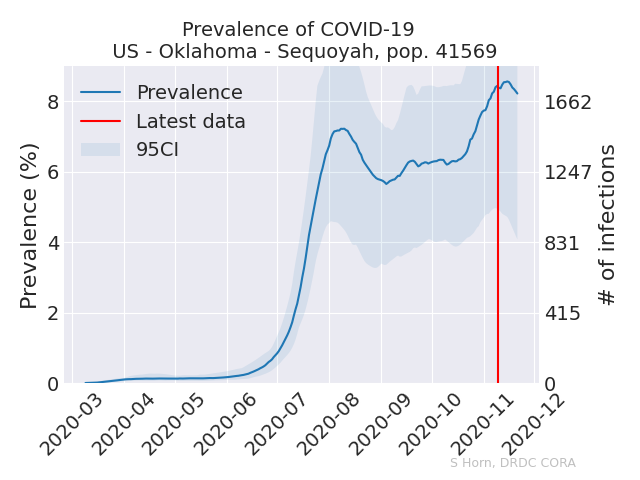 Prevalence of COVID-19
US - Oklahoma - Sequoyah, pop. 41569
Prevalence
Latest data
95CI
Prevalence (%)
0
2
4
6
8
# of infections
0
415
831
1247
1662
2020-03
2020-04
2020-05
2020-06
2020-07
2020-08
2020-09
2020-10
2020-11
2020-12
S Horn, DRDC CORA